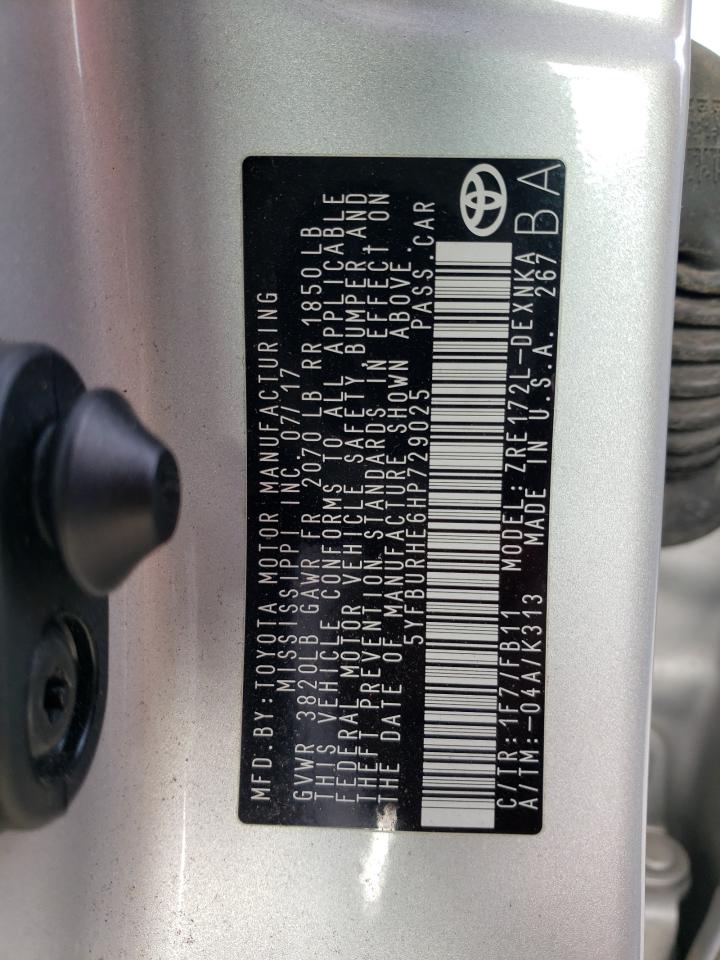 MFD.BY:TOYOTA MOTOR MANUFACTURING
MISSISSIPPI INC. 07/17
GVWR 3820LB GAWR FR 2070 LB RR 1850 LB
THIS VEHICLE CONFORMS TO ALL APPLICABLE
FEDERAL MOTOR VEHICLE SAFETY BUMPER, AND
THEFT PREVENTION STANDARDS IN EFFECT ON
THE DATE OF MANUFACTURE SHOWN ABOVE.
5YFBURHE6HP729025 PASS.CAR
C/TR: 1F7/FB11 MODEL: ZRE172L-DEXNKA
A/TM:-04A/K313 MADE IN U.S.A. 267
BA